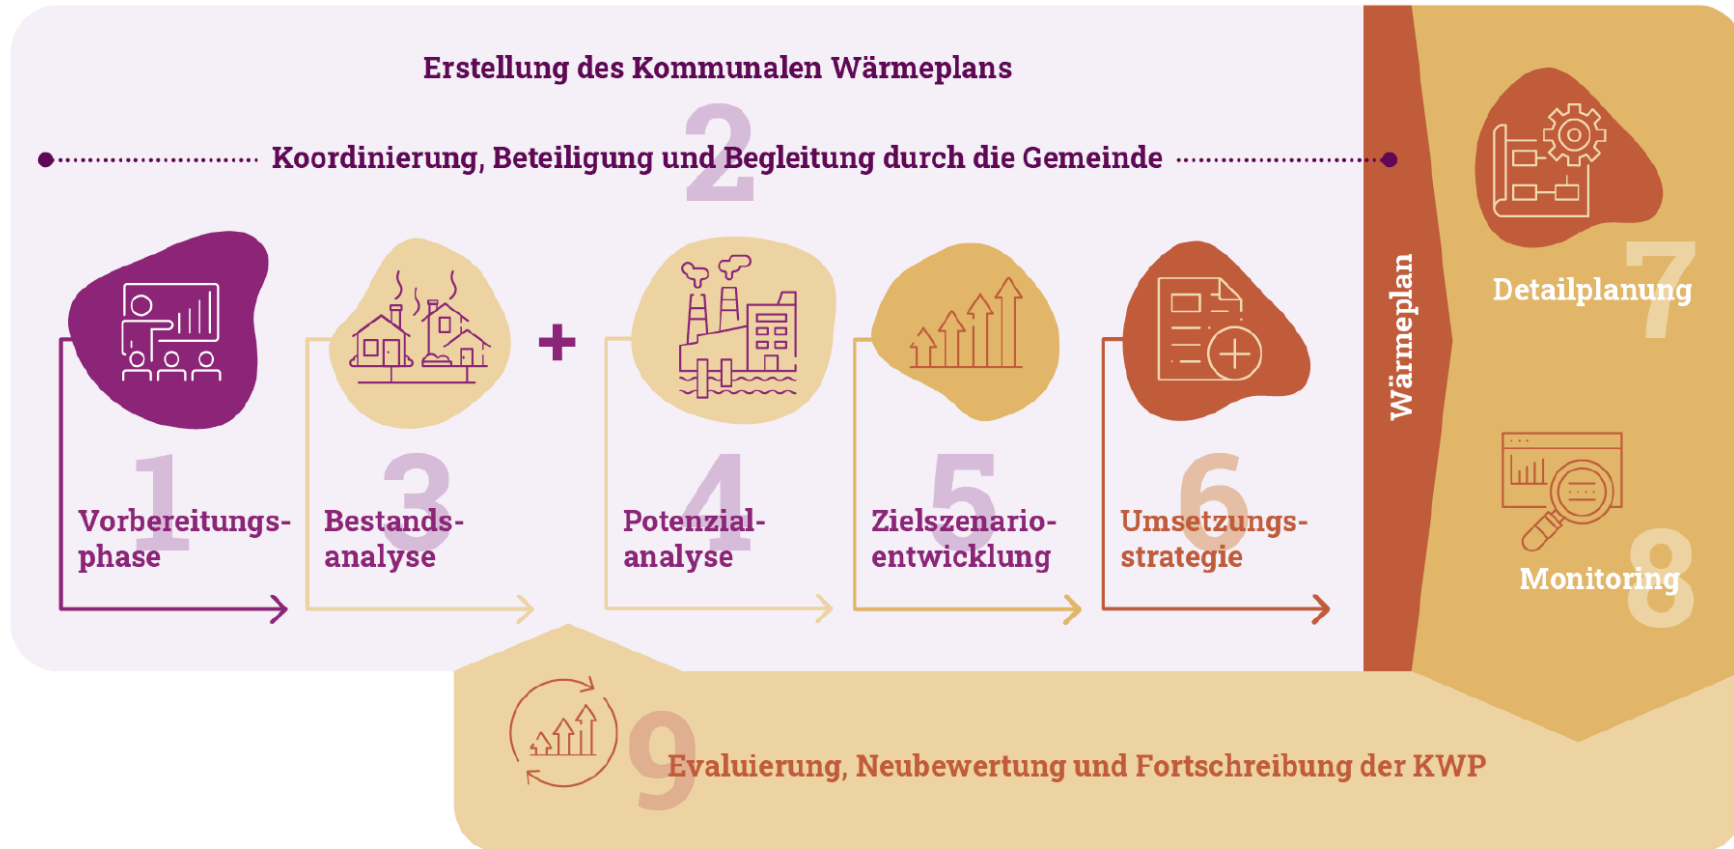 Erstellung des Kommunalen Wärmeplans
2
Koordinierung, Beteiligung und Begleitung durch die Gemeinde
1
Vorbereitungs-
phase
3
Bestands-
analyse
+
4
Potenzial-
analyse
5
Zielszenario-
entwicklung
6
Umsetzungs-
strategie
Wärmeplan
7
Detailplanung
8
Monitoring
9
Evaluierung, Neubewertung und Fortschreibung der KWP